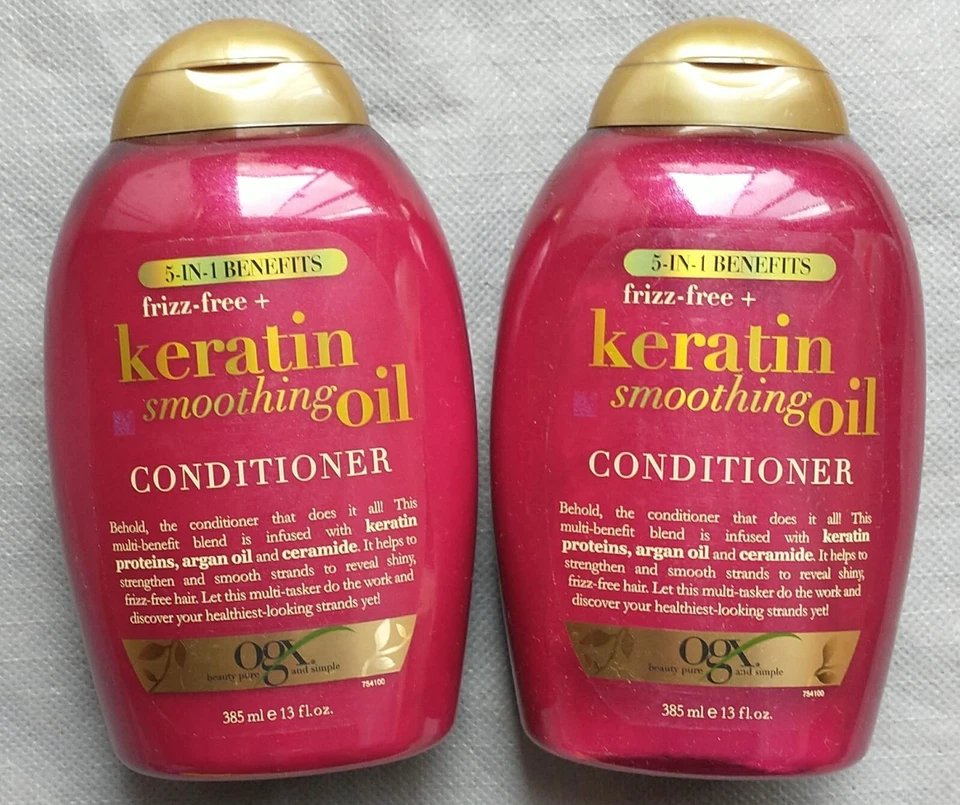 5-IN-1 BENEFITS
frizz-free +
keratin
smoothing oil
CONDITIONER
Behold, the conditioner that does it all! This
multi-benefit blend is infused with keratin
proteins, argan oil and ceramide. It helps to
strengthen and smooth strands to reveal shiny,
frizz-free hair. Let this multi-tasker do the work and
discover your healthiest-looking strands yet!
ogx®
beauty pure and simple
754100
385 ml e 13 fl.oz.
5-IN-1 BENEFITS
frizz-free +
keratin
smoothing oil
CONDITIONER
Behold, the conditioner that does it all! This
multi-benefit blend is infused with keratin
proteins, argan oil and ceramide. It helps to
strengthen and smooth strands to reveal shiny,
frizz-free hair. Let this multi-tasker do the work and
discover your healthiest-looking strands yet!
ogx®
beauty pure and simple
754100
385 ml e 13 fl.oz.